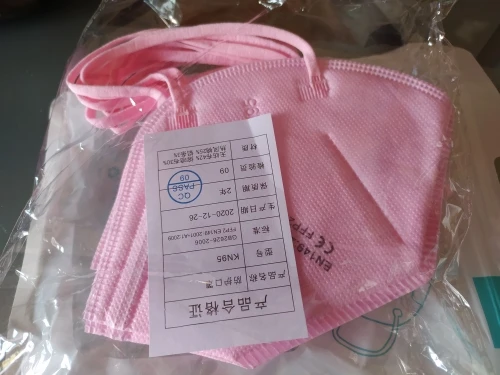 产品合格证
产品名称 防护口罩
型号 KN95
标准 GB2626-2006
FFP2 EN149-2001+A1:2009
生产日期 2020-12-26
保质期 2年
检验员 09
QC
PASS
09
材质
EN149
CE FFP2